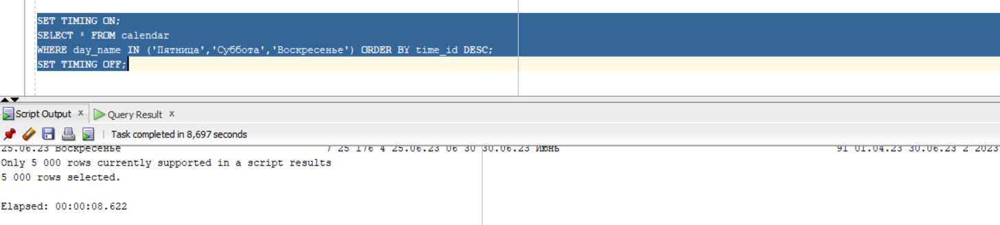 SET TIMING ON;
SELECT * FROM calendar
WHERE day_name IN ('Пятница','Суббота','Воскресенье') ORDER BY time_id DESC;
SET TIMING OFF;
Script Output x Query Result x
Task completed in 8,697 seconds
25.06.23 Воскресенье 7 25 176 4 25.06.23 06 30 30.06.23 Июнь 91 01.04.23 30.06.23 2 2023
Only 5 000 rows currently supported in a script results
5 000 rows selected.
Elapsed: 00:00:08.622